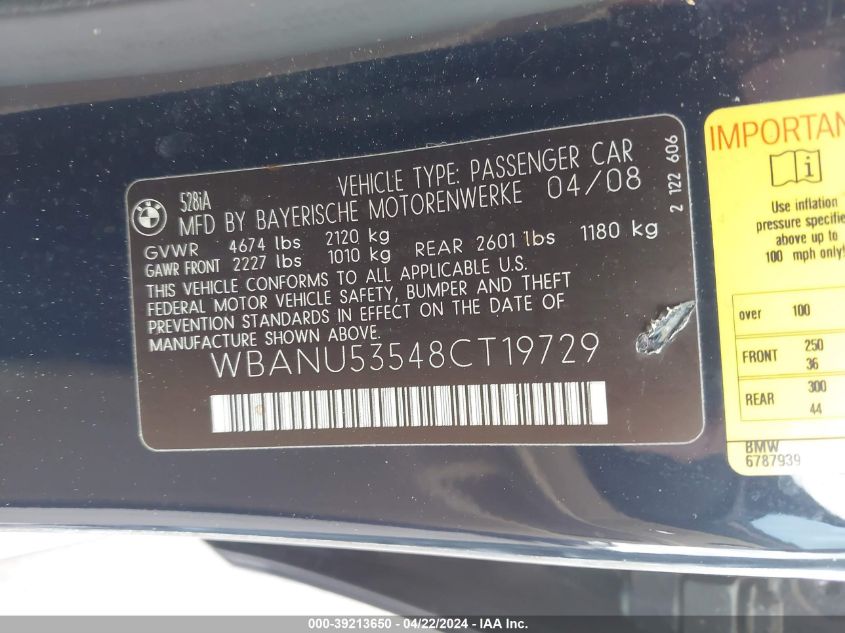 528iA
VEHICLE TYPE: PASSENGER CAR
MFD BY BAYERISCHE MOTORENWERKE 04/08
GVWR 4674 lbs 2120 kg
GAWR FRONT 2227 lbs 1010 kg REAR 2601 lbs 1180 kg
THIS VEHICLE CONFORMS TO ALL APPLICABLE U.S.
FEDERAL MOTOR VEHICLE SAFETY, BUMPER AND THEFT
PREVENTION STANDARDS IN EFFECT ON THE DATE OF
MANUFACTURE SHOWN ABOVE.
WBANU53548CT19729
2 122 606
IMPORTAN
i
Use inflation
pressure specifie
above up to
100 mph only!
over 100
FRONT 250 36
REAR 300 44
BMW
6787939
000-39213650 - 04/22/2024 - IAA Inc.